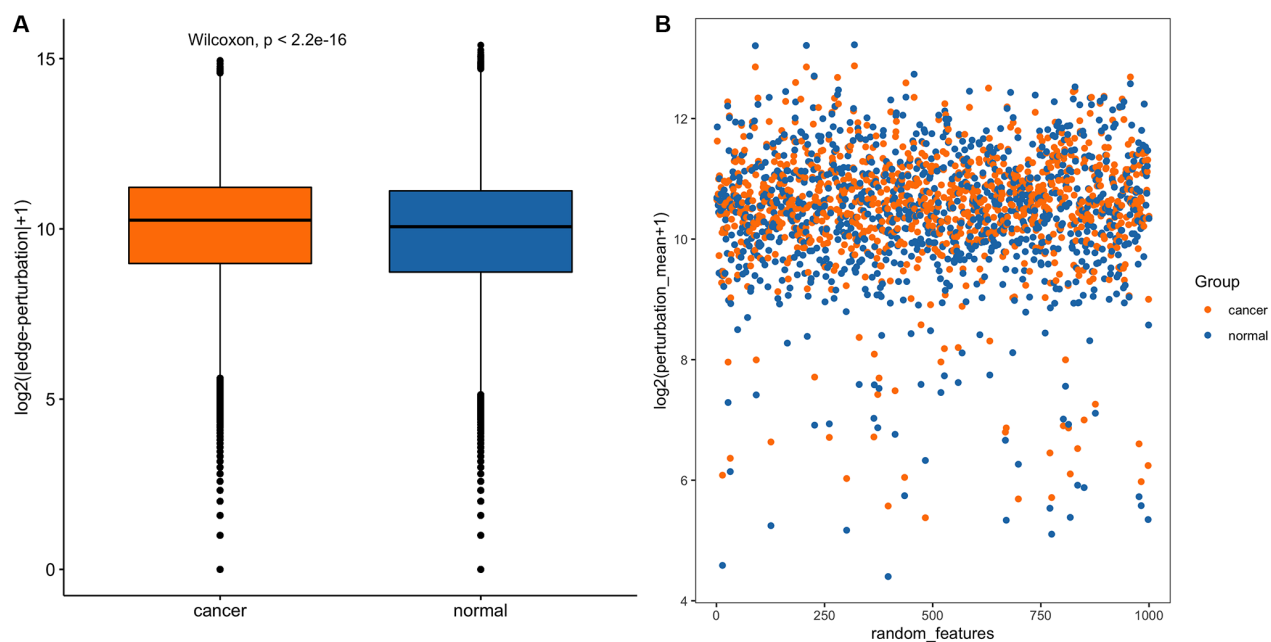 A
Wilcoxon, p < 2.2e-16
log2(|edge-perturbation|+1)
15
10
5
0
cancer
normal
B
log2(perturbation_mean+1)
12
10
8
6
4
0
250
500
750
1000
random_features
Group
cancer
normal